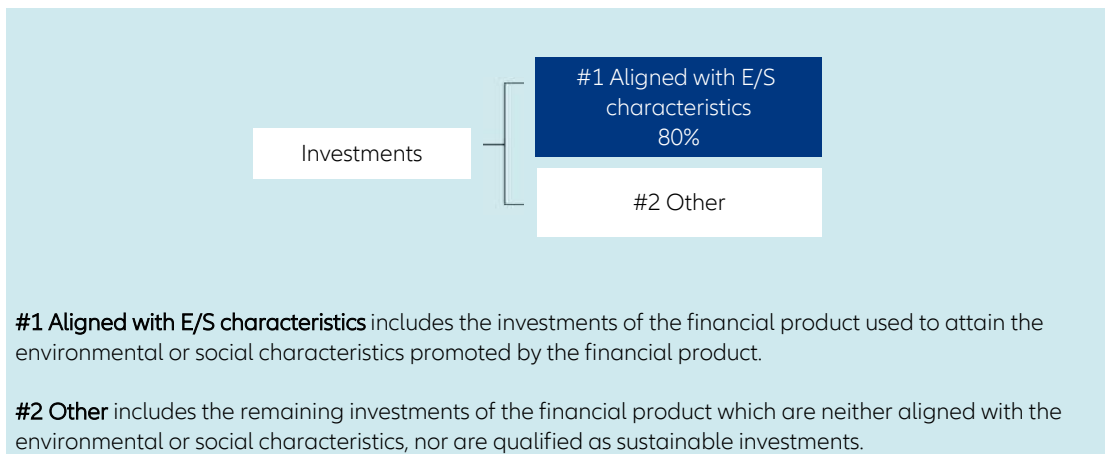 #1 Aligned with E/S
characteristics
80%
Investments
#2 Other
#1 Aligned with E/S characteristics includes the investments of the financial product used to attain the
environmental or social characteristics promoted by the financial product.
#2 Other includes the remaining investments of the financial product which are neither aligned with the
environmental or social characteristics, nor are qualified as sustainable investments.